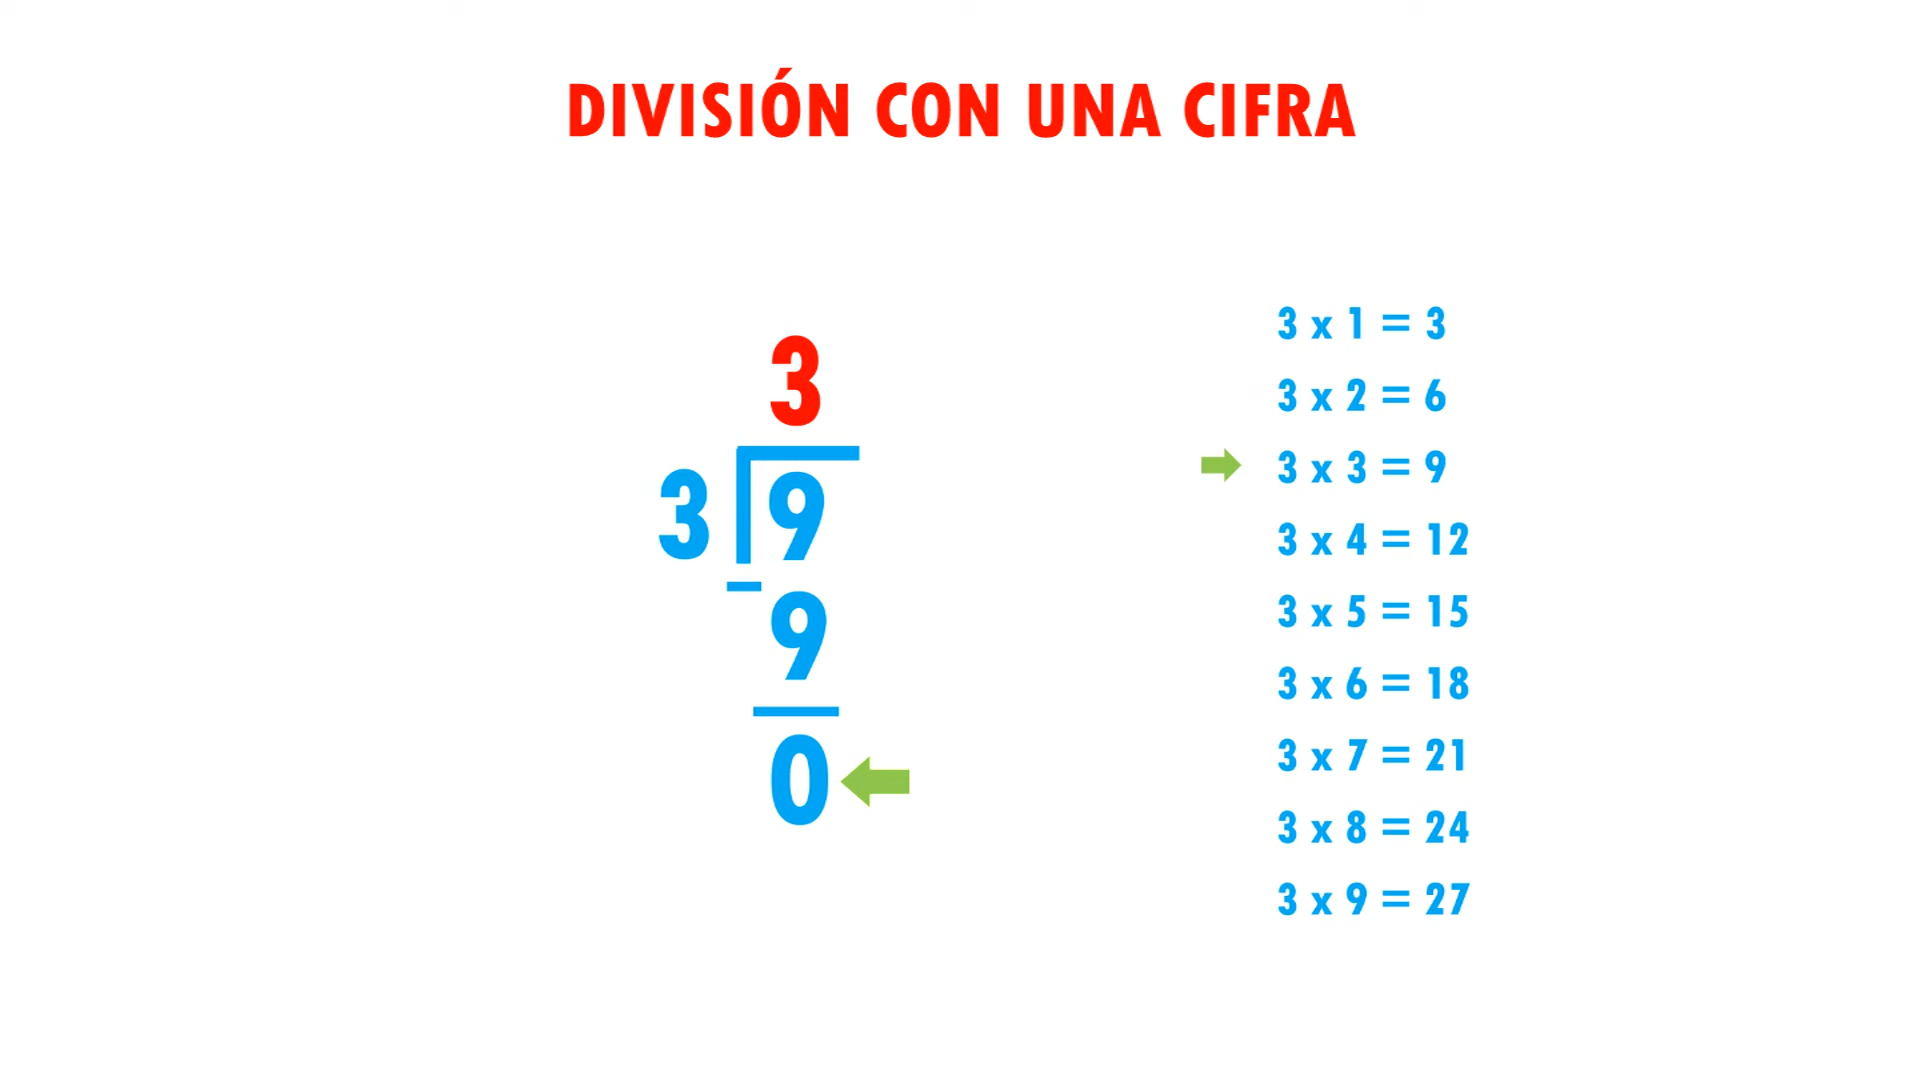 DIVISIÓN CON UNA CIFRA
3
3 9
- 9
0
3 x 1 = 3
3 x 2 = 6
3 x 3 = 9
3 x 4 = 12
3 x 5 = 15
3 x 6 = 18
3 x 7 = 21
3 x 8 = 24
3 x 9 = 27